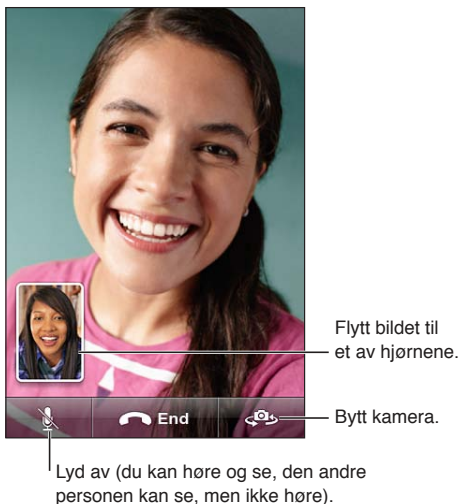 Flytt bildet til
et av hjørnene.
End
Bytt kamera.
Lyd av (du kan høre og se, den andre
personen kan se, men ikke høre).